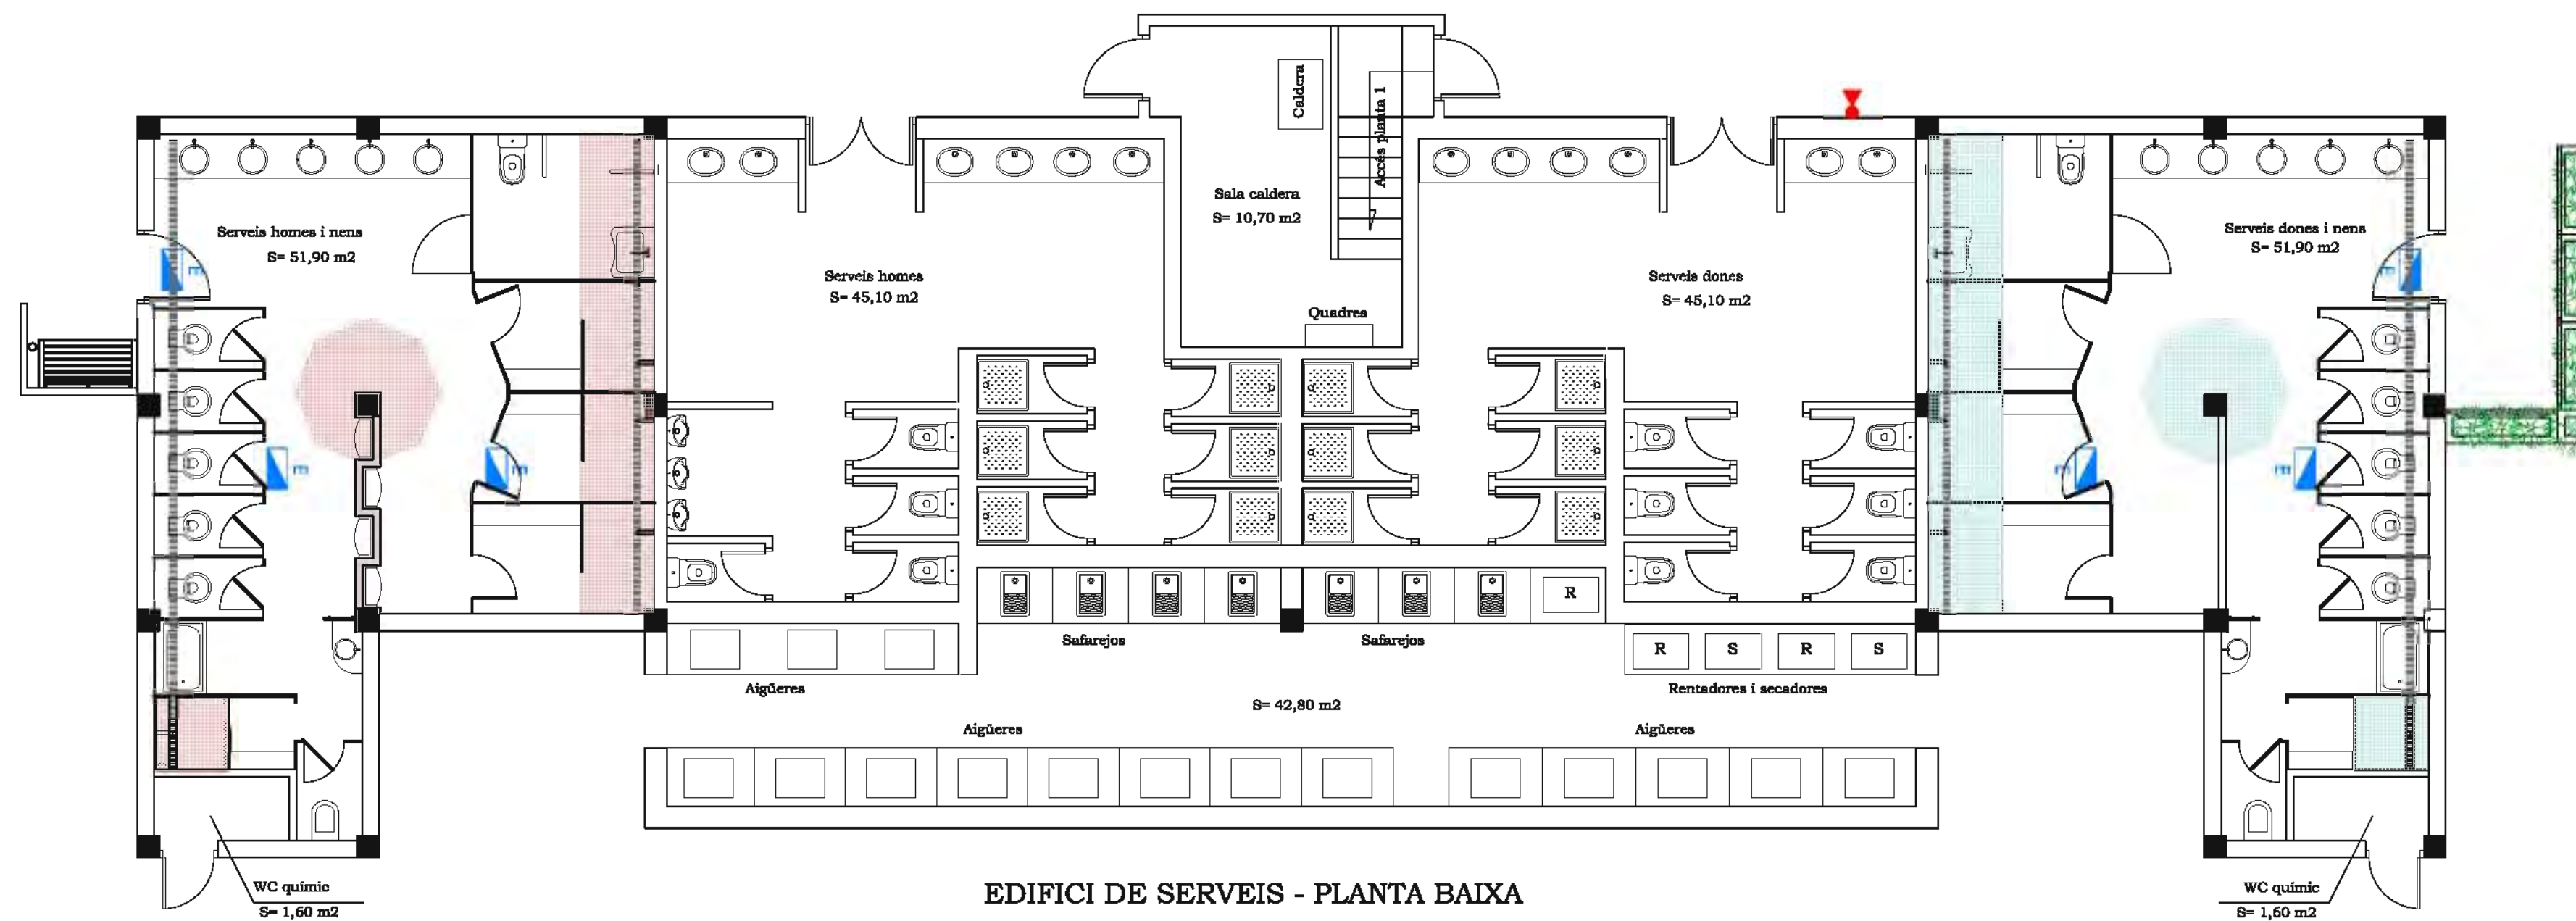 Caldera
Accés planta 1
Sala caldera
S= 10,70 m2
Serveis homes i nens
S= 51,90 m2
Serveis dones i nens
S= 51,90 m2
E
E
Serveis homes
S= 45,10 m2
Serveis dones
S= 45,10 m2
Quadres
E
E
E
E
R
Safarejos
Safarejos
R
S
R
S
Aigüeres
Rentadores i secadores
S= 42,80 m2
Aigüeres
Aigüeres
WC químic
S= 1,60 m2
EDIFICI DE SERVEIS - PLANTA BAIXA
WC químic
S= 1,60 m2